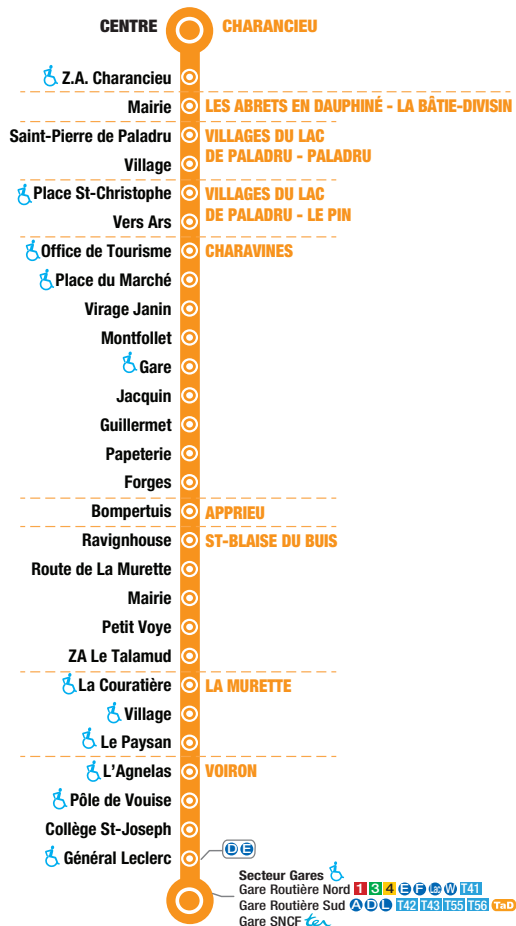 CENTRE CHARANCIEU
Z.A. Charancieu
Mairie LES ABRETS EN DAUPHINÉ - LA BÂTIE-DIVISIN
Saint-Pierre de Paladru VILLAGES DU LAC
DE PALADRU - PALADRU
Village
Place St-Christophe VILLAGES DU LAC
DE PALADRU - LE PIN
Vers Ars
Office de Tourisme CHARAVINES
Place du Marché
Virage Janin
Montfollet
Gare
Jacquin
Guillermet
Papeterie
Forges
Bompertuis APPRIEU
Ravignhouse ST-BLAISE DU BUIS
Route de La Murette
Mairie
Petit Voye
ZA Le Talamud
La Couratière LA MURETTE
Village
Le Paysan
L'Agnelas VOIRON
Pôle de Vouise
Collège St-Joseph
Général Leclerc D E
Secteur Gares
Gare Routière Nord 1 3 4 E F Lac W T41
Gare Routière Sud A D L T42 T43 T55 T56 TaD
Gare SNCF ter